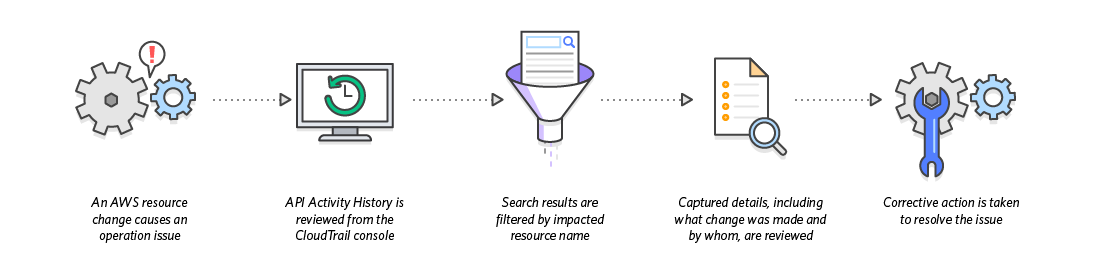 An AWS resource
change causes an
operation issue
API Activity History is
reviewed from the
CloudTrail console
Search results are
filtered by impacted
resource name
Captured details, including
what change was made and
by whom, are reviewed
Corrective action is taken
to resolve the issue